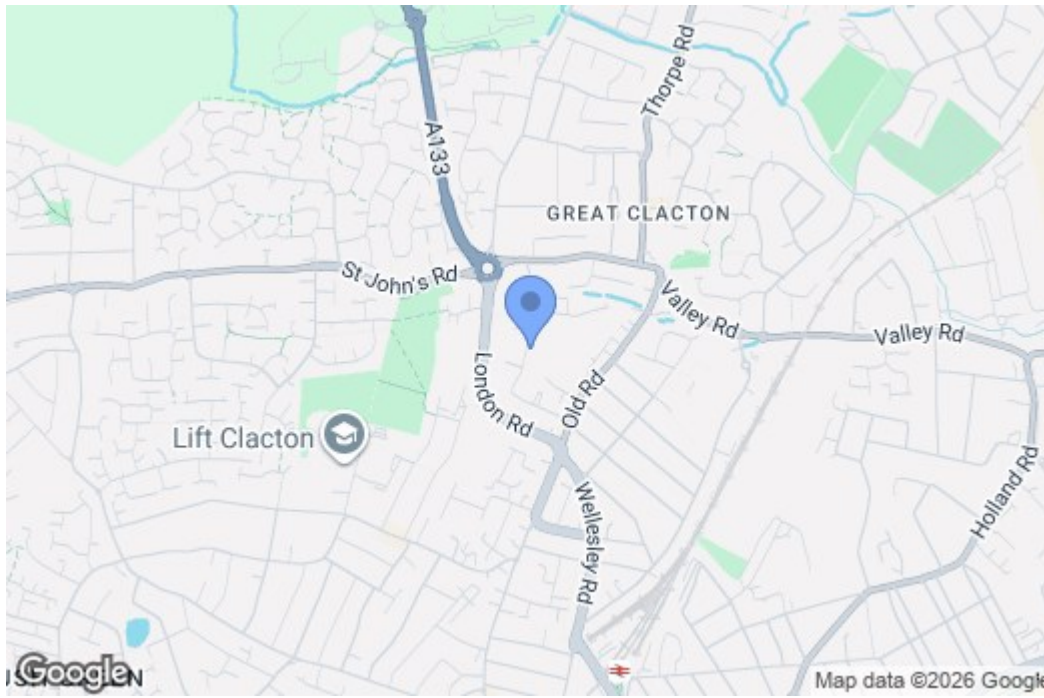 Thorpe Rd
A133
GREAT CLACTON
St John's Rd
Valley Rd
Valley Rd
London Rd
Old Rd
Lift Clacton
Holland Rd
Wellesley Rd
Google
Map data ©2026 Google